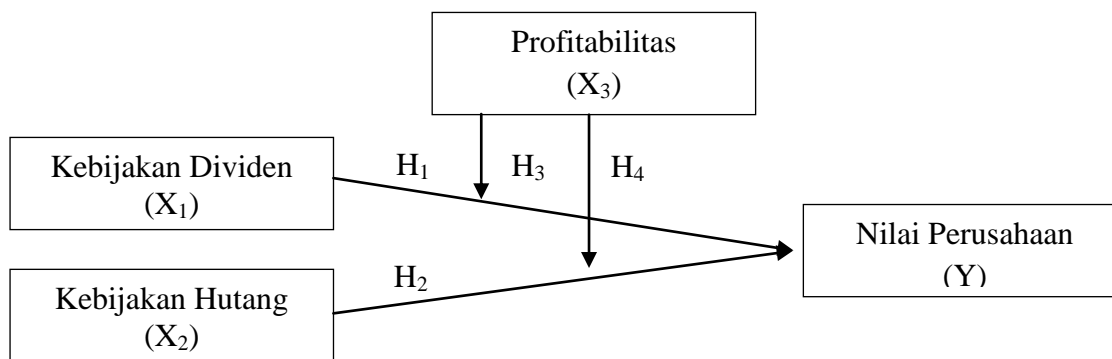 Profitabilitas
(X₃)
Kebijakan Dividen
(X₁)
H₁
H₃
H₄
Nilai Perusahaan
(Y)
Kebijakan Hutang
(X₂)
H₂